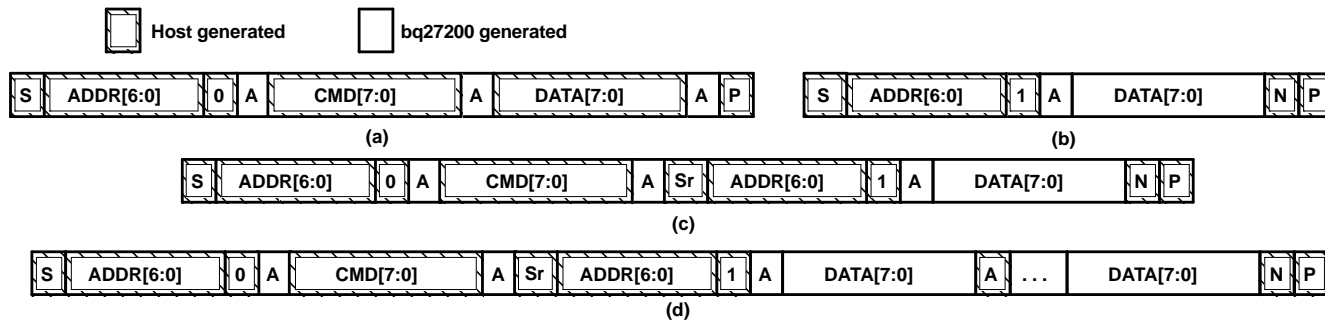 Host generated bq27200 generated
S ADDR[6:0] 0 A CMD[7:0] A DATA[7:0] A P S ADDR[6:0] 1 A DATA[7:0] N P
(a) (b)
S ADDR[6:0] 0 A CMD[7:0] A Sr ADDR[6:0] 1 A DATA[7:0] N P
(c)
S ADDR[6:0] 0 A CMD[7:0] A Sr ADDR[6:0] 1 A DATA[7:0] A . . . DATA[7:0] N P
(d)